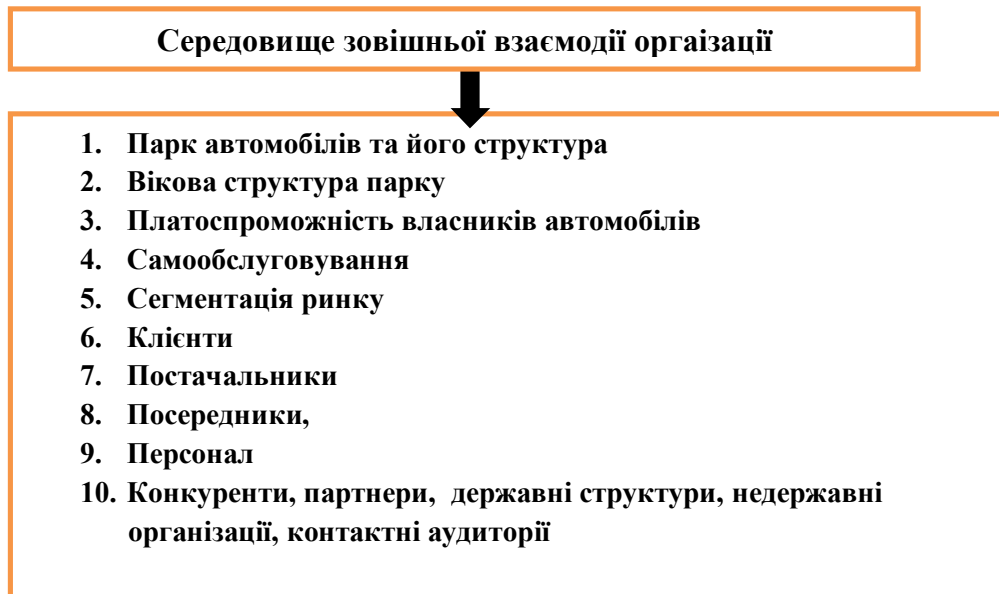 Середовище зовнішньої взаємодії оргаізації
1. Парк автомобілів та його структура
2. Вікова структура парку
3. Платоспроможність власників автомобілів
4. Самообслуговування
5. Сегментація ринку
6. Клієнти
7. Постачальники
8. Посередники,
9. Персонал
10. Конкуренти, партнери, державні структури, недержавні
організації, контактні аудиторії